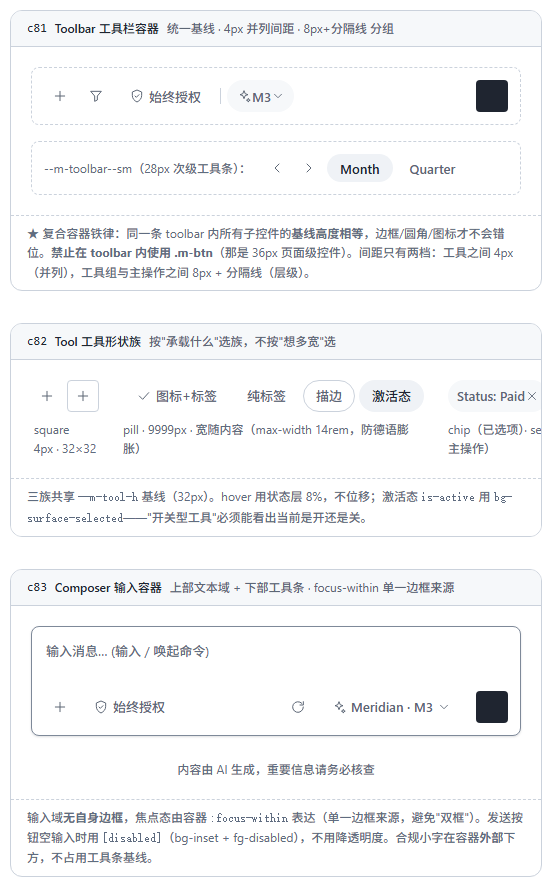 c81 Toolbar 工具栏容器 统一基线 · 4px 并列间距 · 8px+分隔线 分组
始终授权 M3
--m-toolbar--sm（28px 次级工具条）： Month Quarter
★ 复合容器铁律：同一条 toolbar 内所有子控件的基线高度相等，边框/圆角/图标才不会错
位。禁止在 toolbar 内使用 .m-btn（那是 36px 页面级控件）。间距只有两档：工具之间 4px
（并列），工具组与主操作之间 8px + 分隔线（层级）。
c82 Tool 工具形状族 按"承载什么"选族，不按"想多宽"选
图标+标签 纯标签 描边 激活态 Status: Paid
square
4px · 32×32
pill · 9999px · 宽随内容（max-width 14rem，防德语膨
胀）
chip（已选项）· se
主操作）
三族共享 --m-tool-h 基线（32px）。hover 用状态层 8%，不位移；激活态 is-active 用 bg-
surface-selected——"开关型工具"必须能看出当前是开还是关。
c83 Composer 输入容器 上部文本域 + 下部工具条 · focus-within 单一边框来源
输入消息... (输入 / 唤起命令)
始终授权 Meridian · M3
内容由 AI 生成，重要信息请务必核查
输入域无自身边框，焦点态由容器 :focus-within 表达（单一边框来源，避免"双框"）。发送按
钮空输入时用 [disabled]（bg-inset + fg-disabled），不用降透明度。合规小字在容器外部下
方，不占用工具条基线。